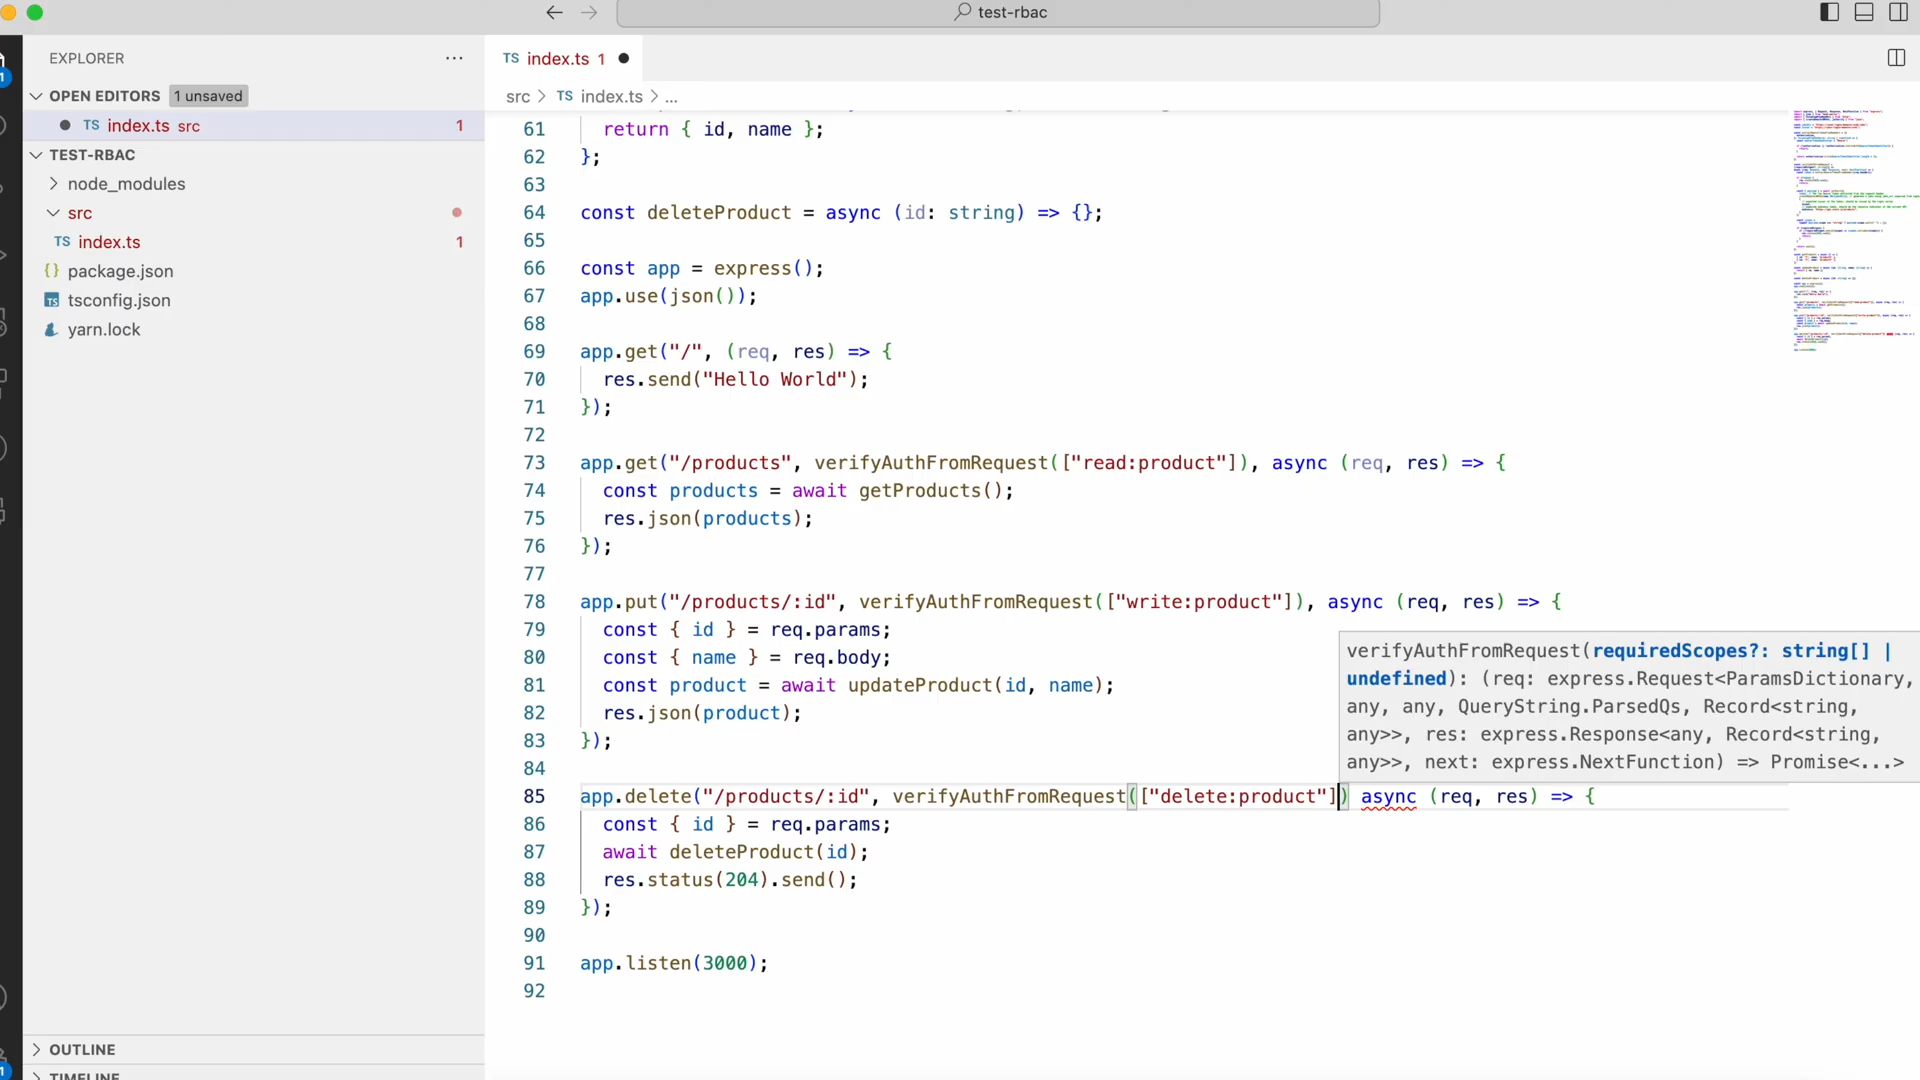 test-rbac
EXPLORER
OPEN EDITORS 1 unsaved
TS index.ts src 1
TEST-RBAC
node_modules
src
TS index.ts 1
{} package.json
TS tsconfig.json
yarn.lock
OUTLINE
TIMELINE
TS index.ts 1
src > TS index.ts > ...
61 return { id, name };
62 };
63
64 const deleteProduct = async (id: string) => {};
65
66 const app = express();
67 app.use(json());
68
69 app.get("/", (req, res) => {
70 res.send("Hello World");
71 });
72
73 app.get("/products", verifyAuthFromRequest(["read:product"]), async (req, res) => {
74 const products = await getProducts();
75 res.json(products);
76 });
77
78 app.put("/products/:id", verifyAuthFromRequest(["write:product"]), async (req, res) => {
79 const { id } = req.params;
80 const { name } = req.body;
81 const product = await updateProduct(id, name);
82 res.json(product);
83 });
84
verifyAuthFromRequest(requiredScopes?: string[] |
undefined): (req: express.Request<ParamsDictionary,
any, any, QueryString.ParsedQs, Record<string,
any>>, res: express.Response<any, Record<string,
any>>, next: express.NextFunction) => Promise<...>
85 app.delete("/products/:id", verifyAuthFromRequest(["delete:product"]) async (req, res) => {
86 const { id } = req.params;
87 await deleteProduct(id);
88 res.status(204).send();
89 });
90
91 app.listen(3000);
92